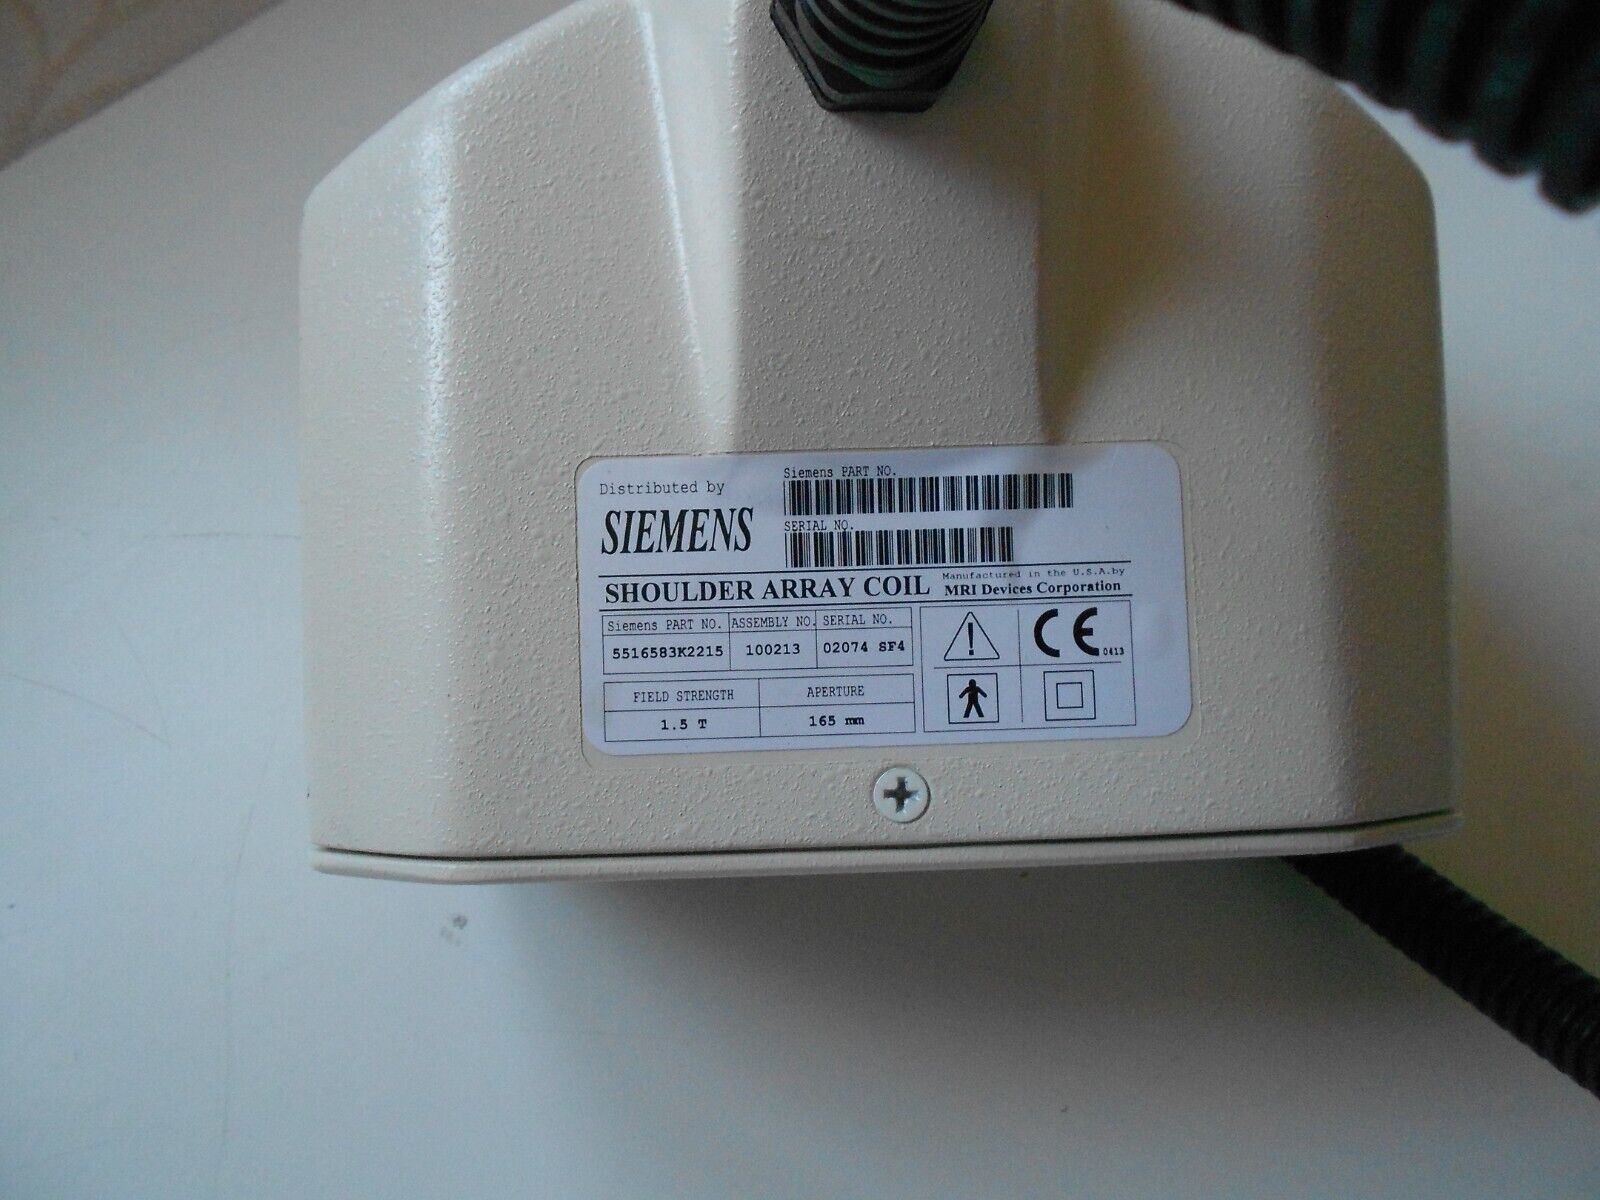 Distributed by
SIEMENS
Siemens PART NO.
SERIAL NO.
SHOULDER ARRAY COIL
Manufactured in the U.S.A.by
MRI Devices Corporation
Siemens PART NO. ASSEMBLY NO. SERIAL NO.
5516583K2215 100213 02074 SF4
FIELD STRENGTH APERTURE
1.5 T 165 mm
CE 0413